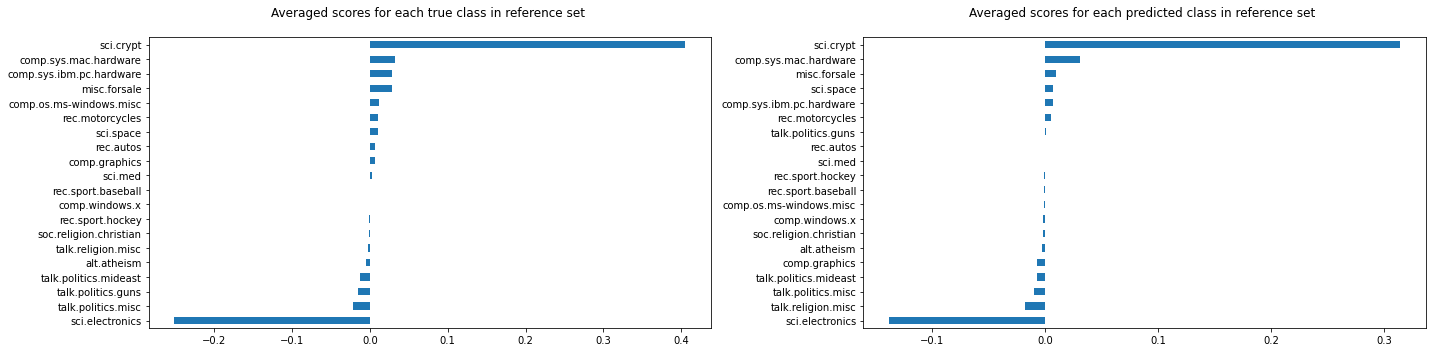 Averaged scores for each true class in reference set
sci.crypt
comp.sys.mac.hardware
comp.sys.ibm.pc.hardware
misc.forsale
comp.os.ms-windows.misc
rec.motorcycles
sci.space
rec.autos
comp.graphics
sci.med
rec.sport.baseball
comp.windows.x
rec.sport.hockey
soc.religion.christian
talk.religion.misc
alt.atheism
talk.politics.mideast
talk.politics.guns
talk.politics.misc
sci.electronics
−0.2 −0.1 0.0 0.1 0.2 0.3 0.4
Averaged scores for each predicted class in reference set
sci.crypt
comp.sys.mac.hardware
misc.forsale
sci.space
comp.sys.ibm.pc.hardware
rec.motorcycles
talk.politics.guns
rec.autos
sci.med
rec.sport.hockey
rec.sport.baseball
comp.os.ms-windows.misc
comp.windows.x
soc.religion.christian
alt.atheism
comp.graphics
talk.politics.mideast
talk.politics.misc
talk.religion.misc
sci.electronics
−0.1 0.0 0.1 0.2 0.3